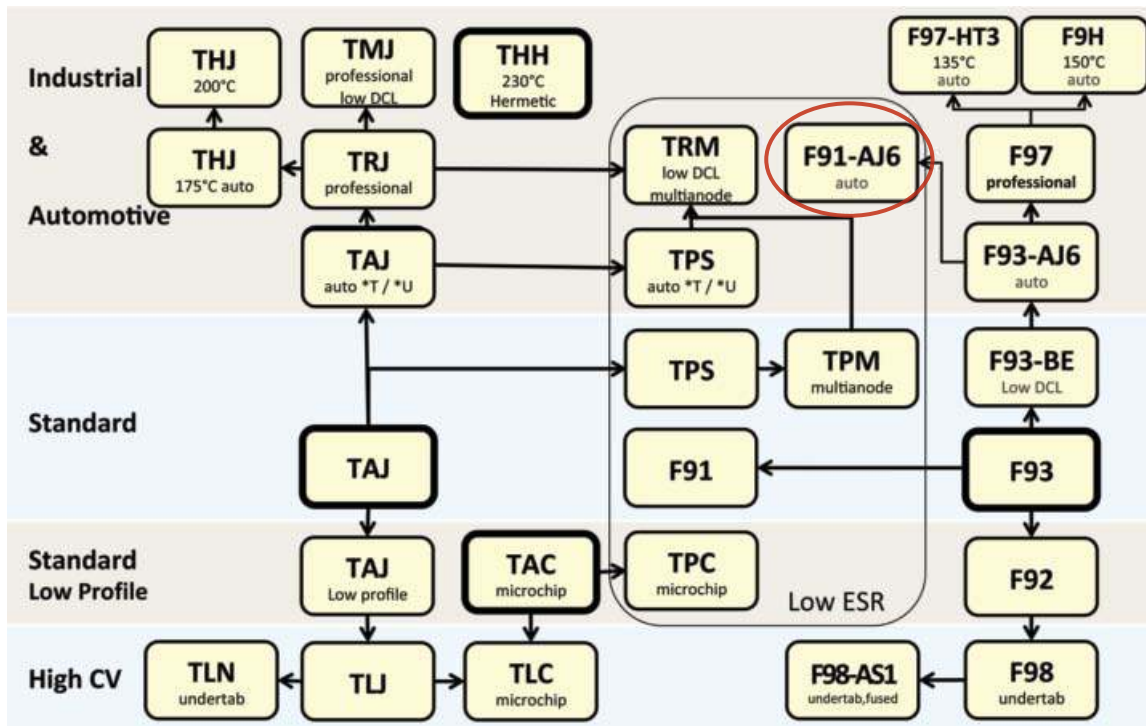 Industrial
&
Automotive
THJ
200°C
TMJ
professional
low DCL
THH
230°C
Hermetic
F97-HT3
135°C
auto
F9H
150°C
auto
THJ
175°C auto
TRJ
professional
TRM
low DCL
multianode
F91-AJ6
auto
F97
professional
TAJ
auto *T / *U
TPS
auto *T / *U
F93-AJ6
auto
Standard
TPS
TPM
multianode
F93-BE
Low DCL
TAJ
F91
F93
Standard
Low Profile
TAJ
Low profile
TAC
microchip
TPC
microchip
Low ESR
F92
High CV
TLN
undertab
TLJ
TLC
microchip
F98-AS1
undertab,fused
F98
undertab